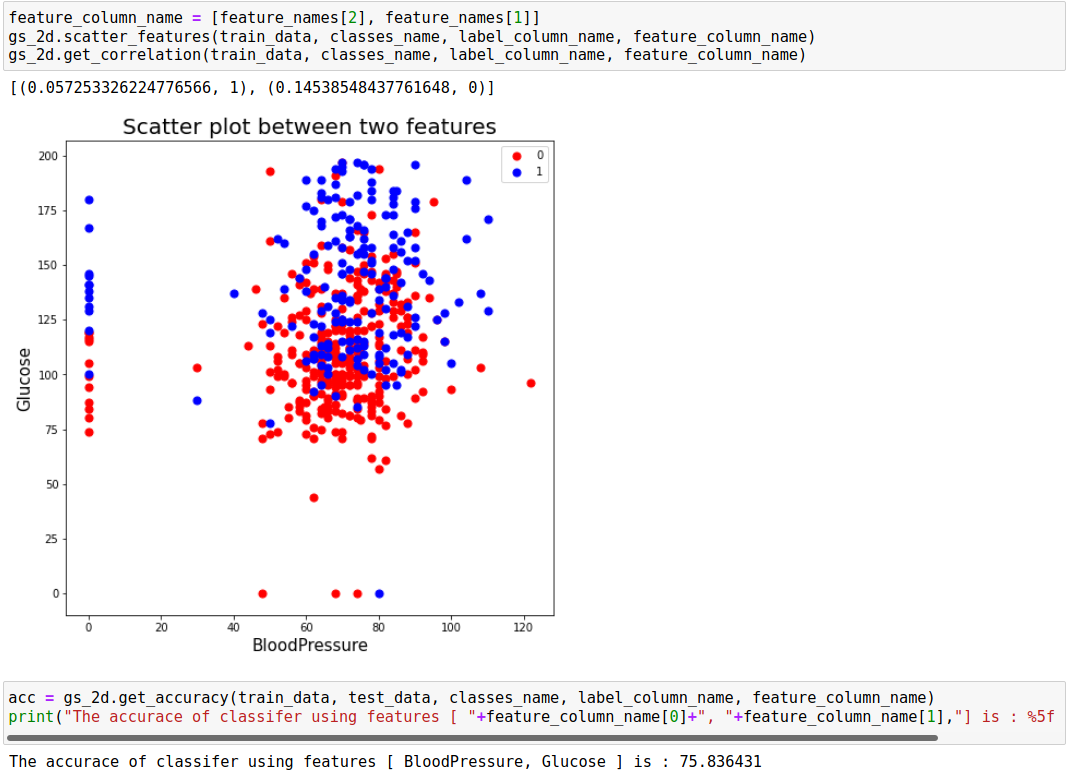 feature_column_name = [feature_names[2], feature_names[1]]
gs_2d.scatter_features(train_data, classes_name, label_column_name, feature_column_name)
gs_2d.get_correlation(train_data, classes_name, label_column_name, feature_column_name)
[(0.057253326224776566, 1), (0.14538548437761648, 0)]
Scatter plot between two features
0
1
200
175
150
125
100
75
50
25
0
Glucose
0 20 40 60 80 100 120
BloodPressure
acc = gs_2d.get_accuracy(train_data, test_data, classes_name, label_column_name, feature_column_name)
print("The accurace of classifer using features [ "+feature_column_name[0]+", "+feature_column_name[1],"] is : %5f
The accurace of classifer using features [ BloodPressure, Glucose ] is : 75.836431